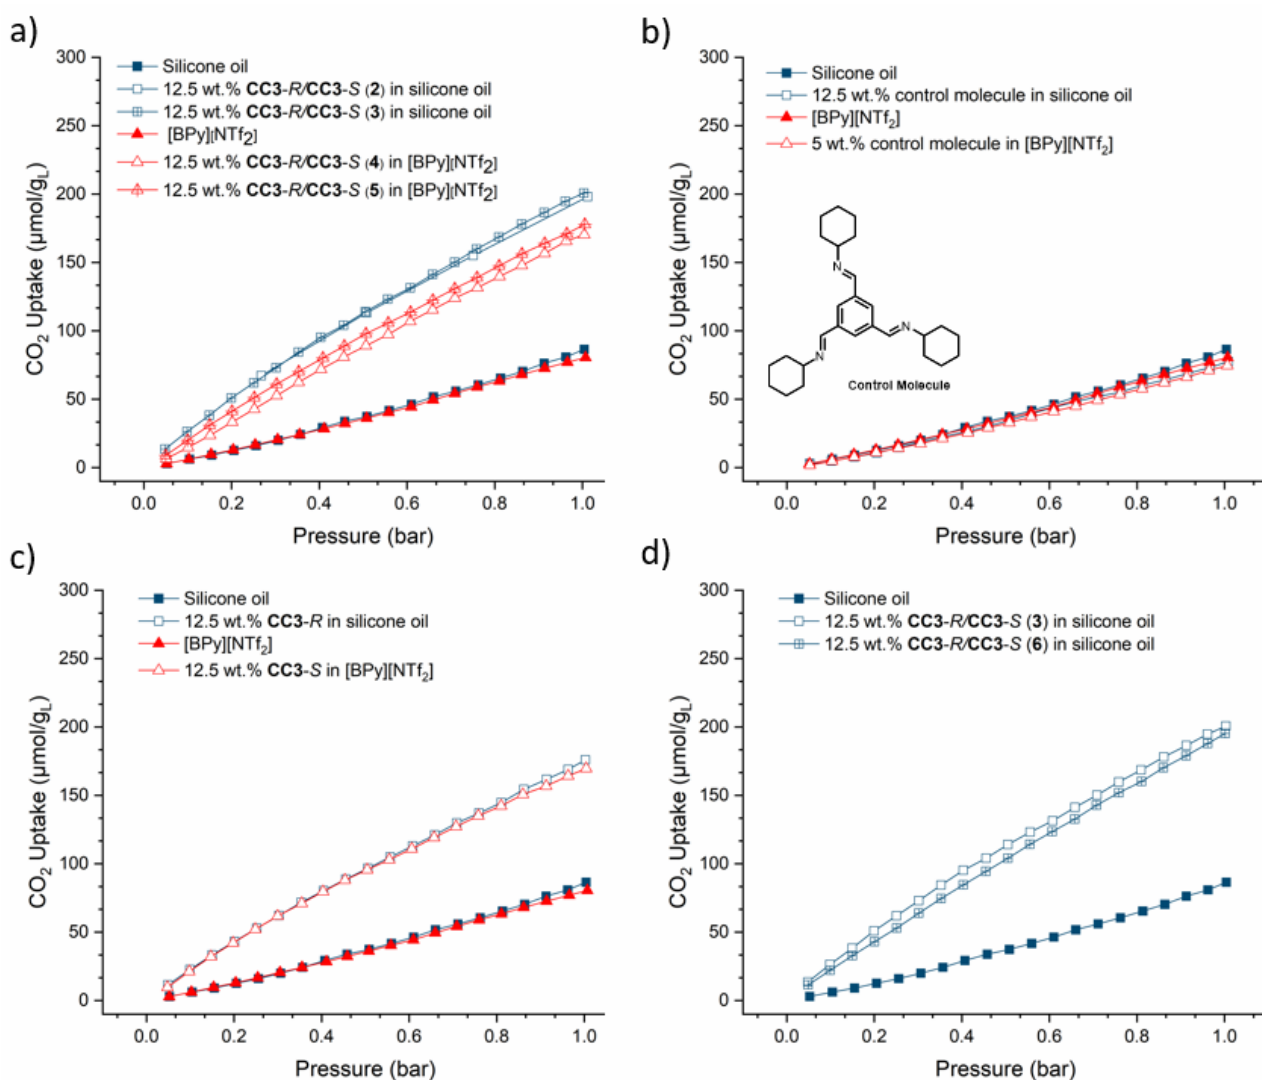 a)
300
250
200
150
100
50
0
CO2 Uptake (µmol/gL)
Silicone oil
12.5 wt.% CC3-R/CC3-S (2) in silicone oil
12.5 wt.% CC3-R/CC3-S (3) in silicone oil
[BPy][NTf2]
12.5 wt.% CC3-R/CC3-S (4) in [BPy][NTf2]
12.5 wt.% CC3-R/CC3-S (5) in [BPy][NTf2]
0.0 0.2 0.4 0.6 0.8 1.0
Pressure (bar)
b)
300
250
200
150
100
50
0
CO2 Uptake (µmol/gL)
Silicone oil
12.5 wt.% control molecule in silicone oil
[BPy][NTf2]
5 wt.% control molecule in [BPy][NTf2]
N
N
N
Control Molecule
0.0 0.2 0.4 0.6 0.8 1.0
Pressure (bar)
c)
300
250
200
150
100
50
0
CO2 Uptake (µmol/gL)
Silicone oil
12.5 wt.% CC3-R in silicone oil
[BPy][NTf2]
12.5 wt.% CC3-S in [BPy][NTf2]
0.0 0.2 0.4 0.6 0.8 1.0
Pressure (bar)
d)
300
250
200
150
100
50
0
CO2 Uptake (µmol/gL)
Silicone oil
12.5 wt.% CC3-R/CC3-S (3) in silicone oil
12.5 wt.% CC3-R/CC3-S (6) in silicone oil
0.0 0.2 0.4 0.6 0.8 1.0
Pressure (bar)